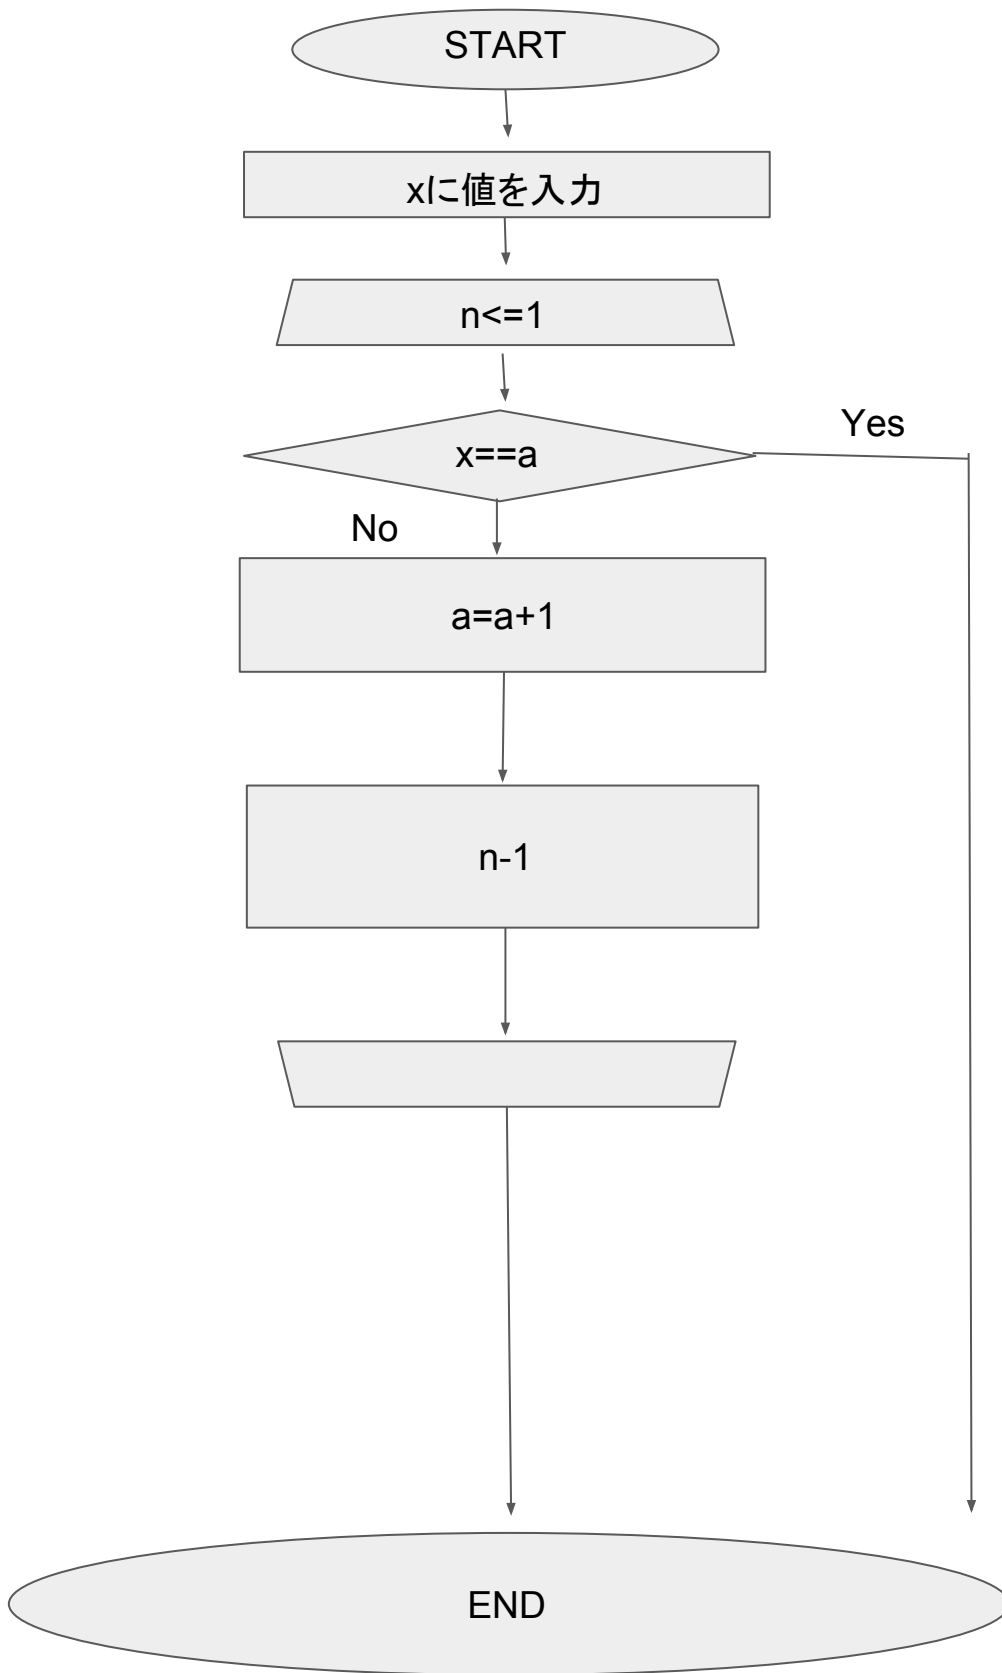 START
xに値を入力
n<=1
x==a
Yes
No
a=a+1
n-1
END